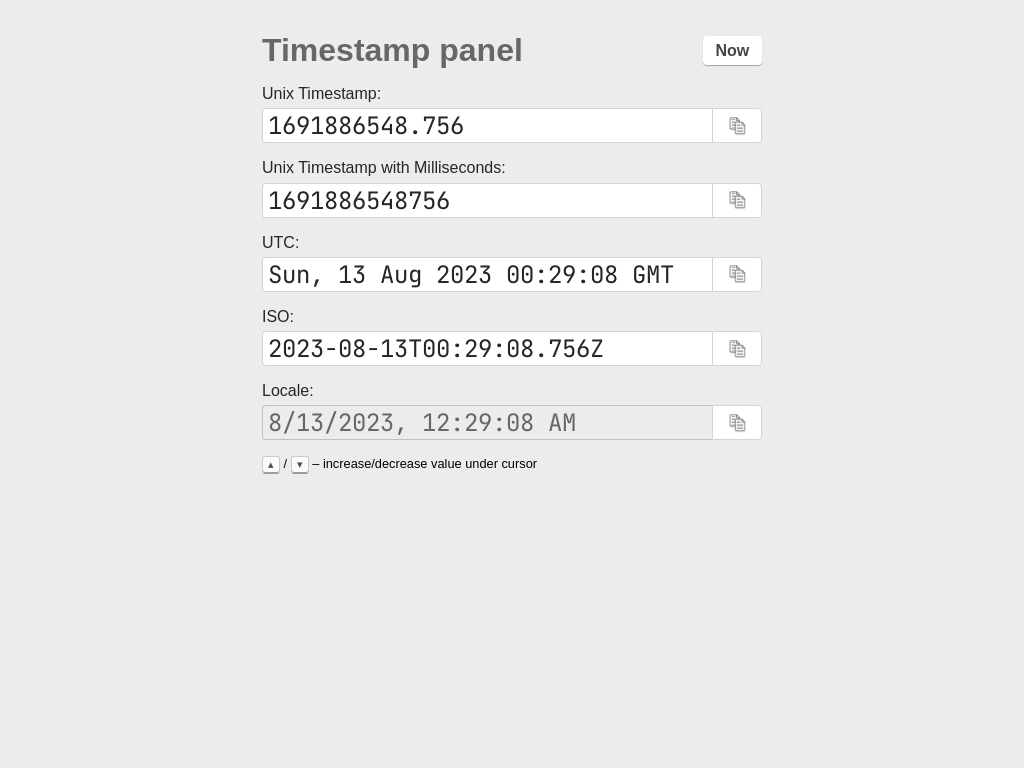 Timestamp panel
Now
Unix Timestamp:
1691886548.756
Unix Timestamp with Milliseconds:
1691886548756
UTC:
Sun, 13 Aug 2023 00:29:08 GMT
ISO:
2023-08-13T00:29:08.756Z
Locale:
8/13/2023, 12:29:08 AM
▲ / ▼ – increase/decrease value under cursor